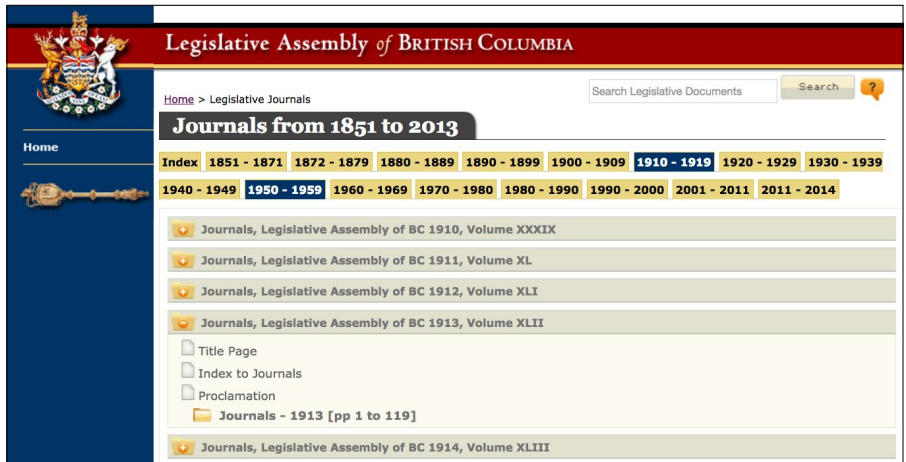 Legislative Assembly of BRITISH COLUMBIA
Home > Legislative Journals
Search Legislative Documents
Search
?
Journals from 1851 to 2013
Home
Index 1851 - 1871 1872 - 1879 1880 - 1889 1890 - 1899 1900 - 1909 1910 - 1919 1920 - 1929 1930 - 1939
1940 - 1949 1950 - 1959 1960 - 1969 1970 - 1980 1980 - 1990 1990 - 2000 2001 - 2011 2011 - 2014
Journals, Legislative Assembly of BC 1910, Volume XXXIX
Journals, Legislative Assembly of BC 1911, Volume XL
Journals, Legislative Assembly of BC 1912, Volume XLI
Journals, Legislative Assembly of BC 1913, Volume XLII
Title Page
Index to Journals
Proclamation
Journals - 1913 [pp 1 to 119]
Journals, Legislative Assembly of BC 1914, Volume XLIII